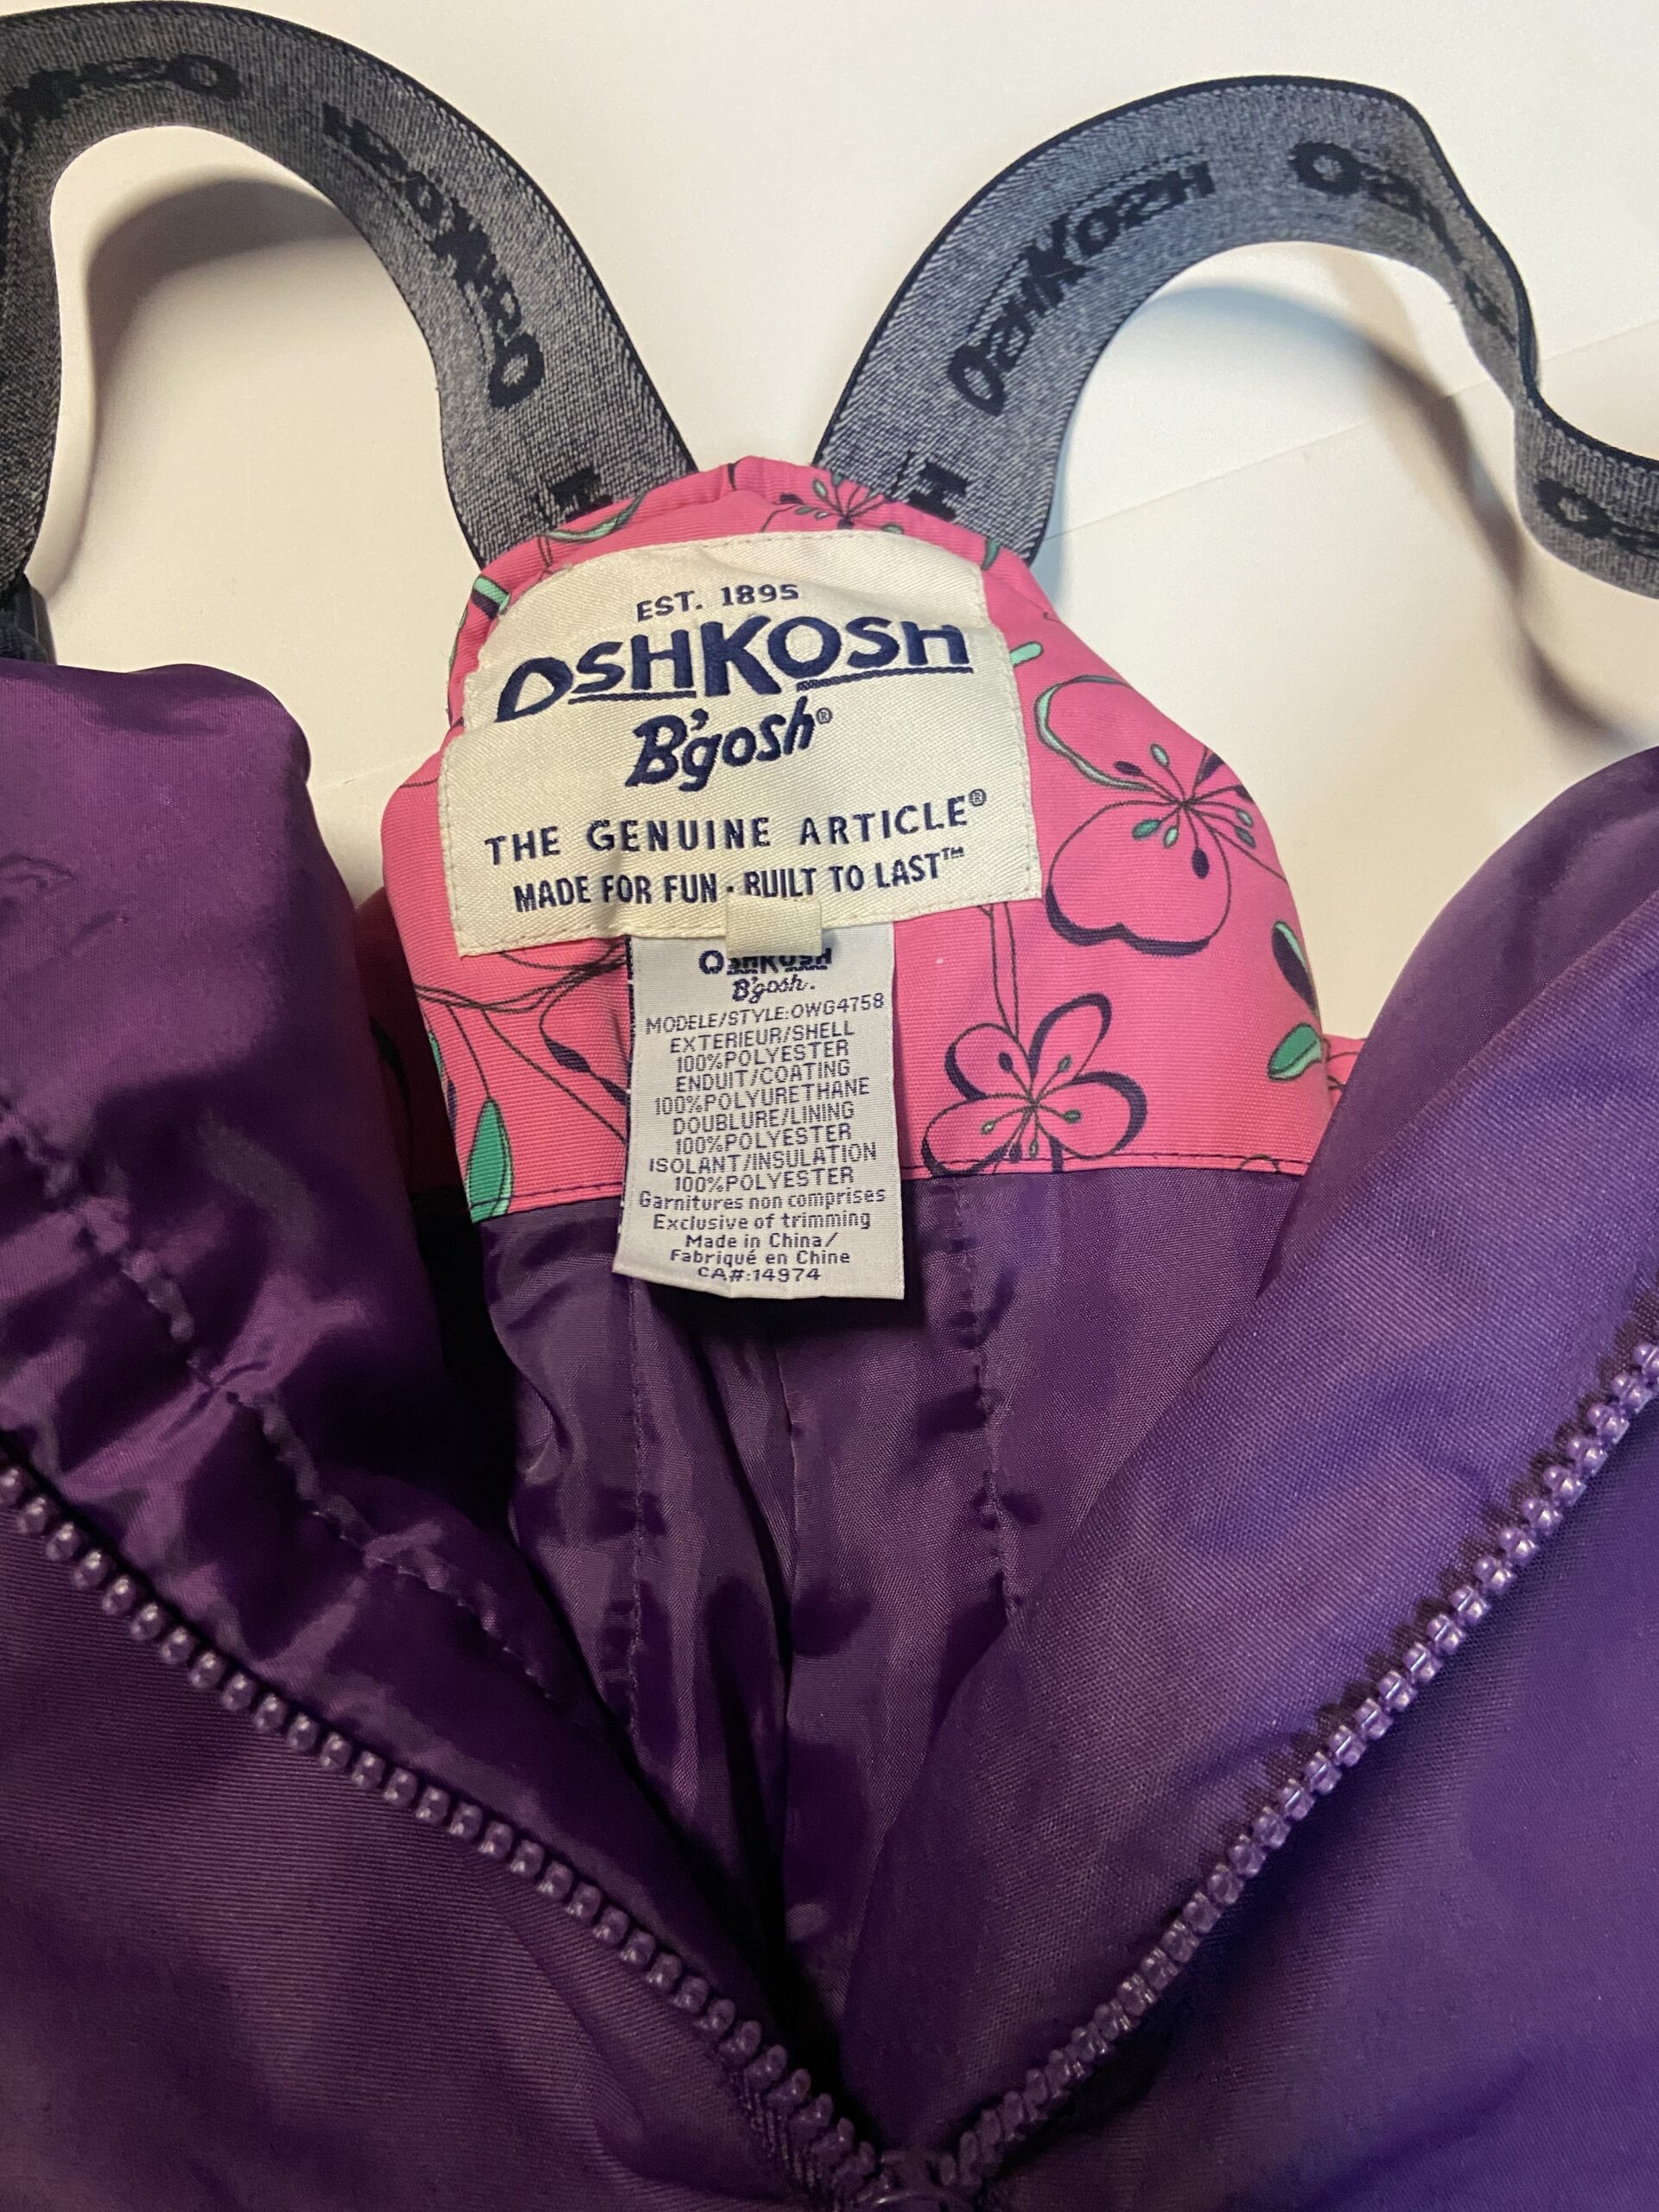 OSHKOSH
OSHKOSH
EST. 1895
OSHKOSH
B'gosh®
THE GENUINE ARTICLE®
MADE FOR FUN · BUILT TO LAST™
OSHKOSH
B'gosh.
MODELE/STYLE:OWG4758
EXTERIEUR/SHELL
100%POLYESTER
ENDUIT/COATING
100%POLYURETHANE
DOUBLURE/LINING
100%POLYESTER
ISOLANT/INSULATION
100%POLYESTER
Garnitures non comprises
Exclusive of trimming
Made in China/
Fabriqué en Chine
CA#:14974